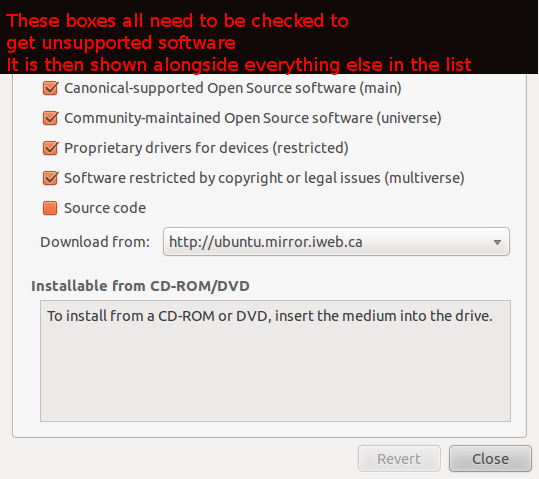 These boxes all need to be checked to
get unsupported software
It is then shown alongside everything else in the list
Canonical-supported Open Source software (main)
Community-maintained Open Source software (universe)
Proprietary drivers for devices (restricted)
Software restricted by copyright or legal issues (multiverse)
Source code
Download from: http://ubuntu.mirror.iweb.ca
Installable from CD-ROM/DVD
To install from a CD-ROM or DVD, insert the medium into the drive.
Revert Close